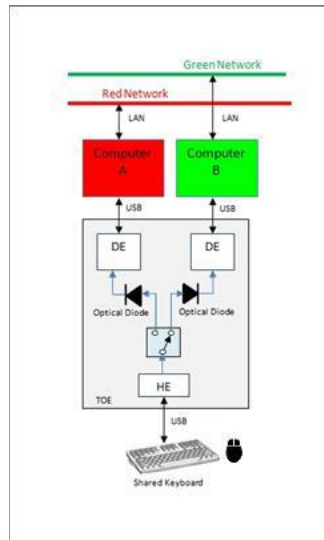 Green Network
Red Network
LAN
LAN
Computer
A
Computer
B
USB
USB
DE
DE
Optical Diode
Optical Diode
HE
TOE
USB
Shared Keyboard